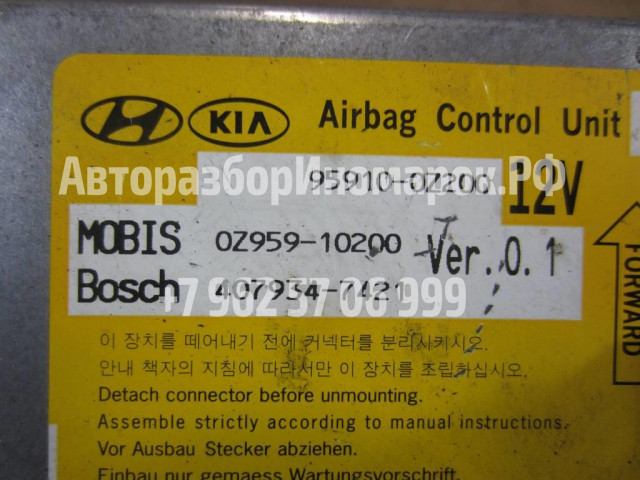 KIA Airbag Control Unit
95910-0Z200 12V
АвторазборИпоторк.РФ
MOBIS 0Z959-10200 Ver.0.1
Bosch 407934-7421
+7 902 37 06 999
FORWARD
이 장치를 떼어내기 전에 커넥터를 분리시키시오.
안내 책자의 지침에 따라서만 이 장치를 조립하십시오.
Detach connector before unmounting.
Assemble strictly according to manual instructions.
Vor Ausbau Stecker abziehen.
Einbau nur gemaess Wartungsvorschrift.